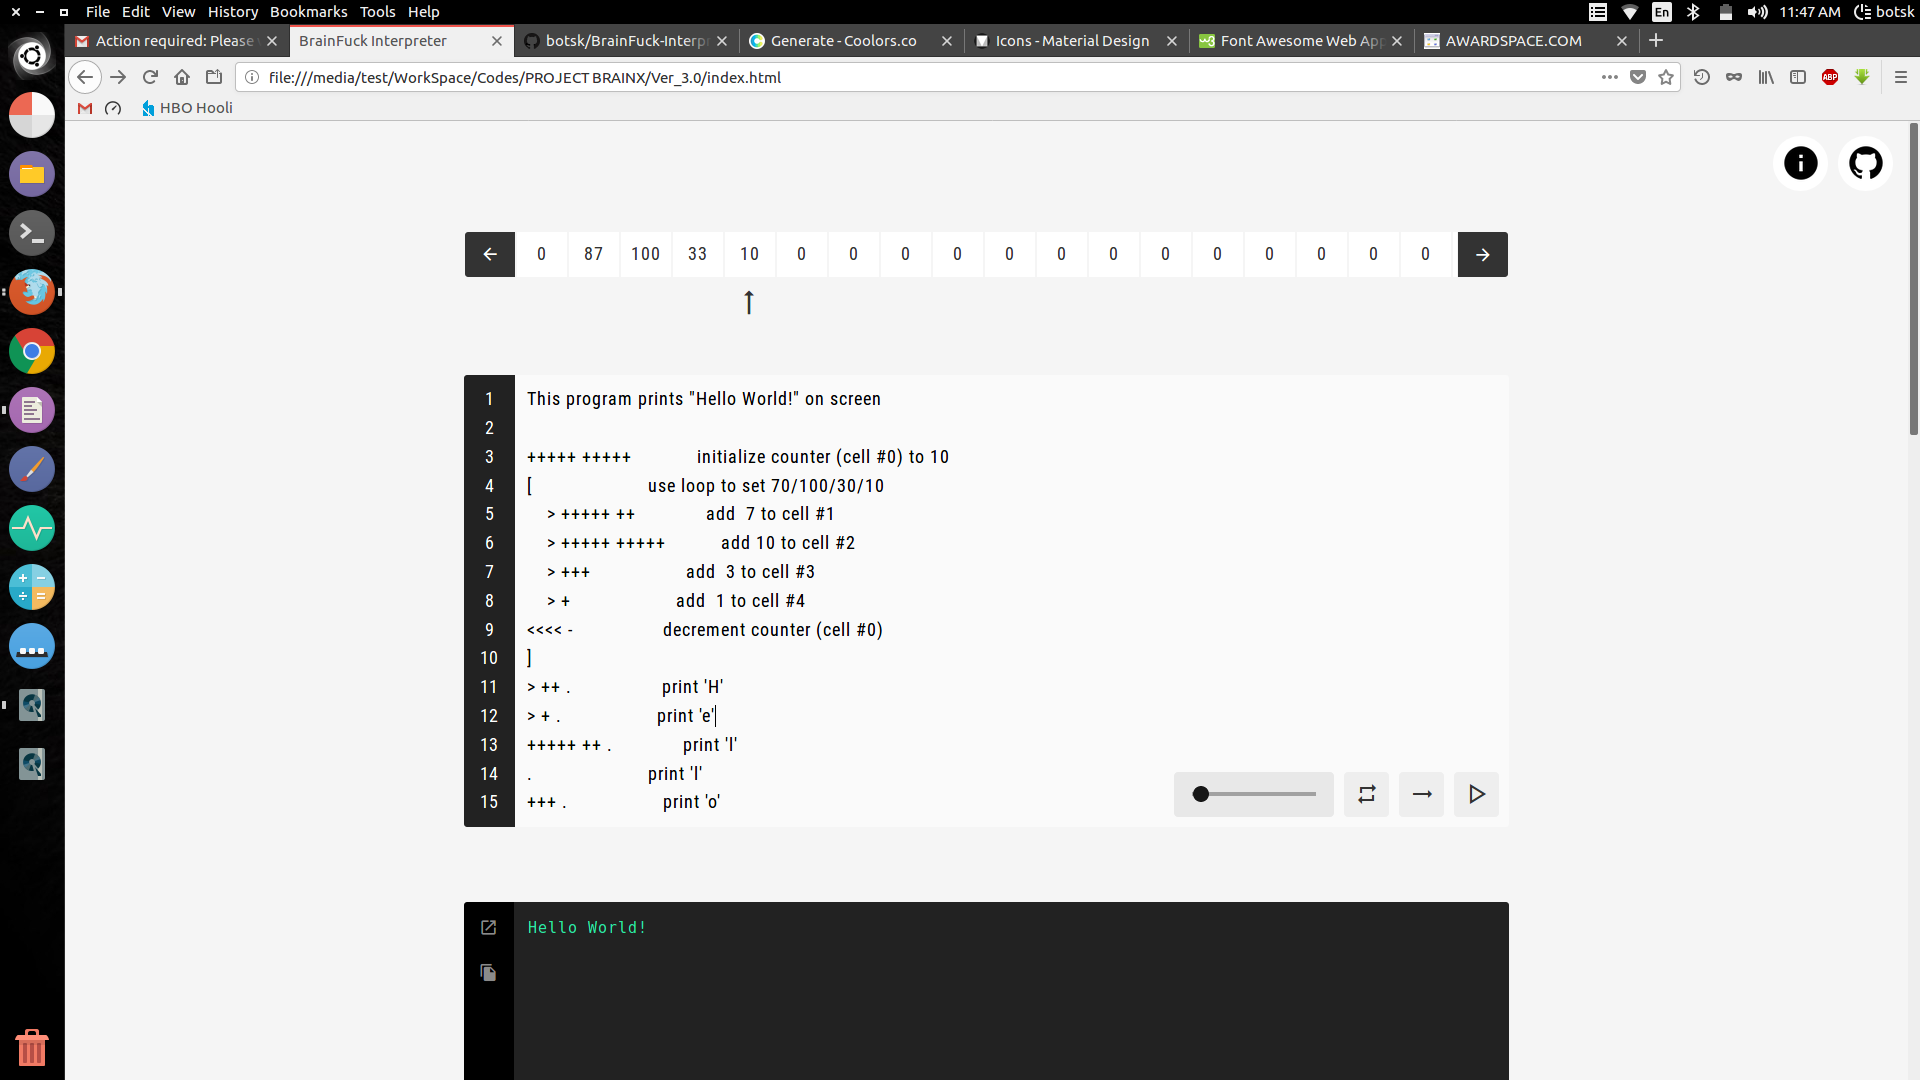 File Edit View History Bookmarks Tools Help
En 11:47 AM botsk
Action required: Please
BrainFuck Interpreter
botsk/BrainFuck-Interp
Generate - Coolors.co
Icons - Material Design
Font Awesome Web App
AWARDSPACE.COM
file:///media/test/WorkSpace/Codes/PROJECT BRAINX/Ver_3.0/index.html
ABP
HBO Hooli
0 87 100 33 10 0 0 0 0 0 0 0 0 0 0 0 0 0
1 This program prints "Hello World!" on screen
2
3 +++++ +++++ initialize counter (cell #0) to 10
4 [ use loop to set 70/100/30/10
5 > +++++ ++ add 7 to cell #1
6 > +++++ +++++ add 10 to cell #2
7 > +++ add 3 to cell #3
8 > + add 1 to cell #4
9 <<<< - decrement counter (cell #0)
10 ]
11 > ++ . print 'H'
12 > + . print 'e'
13 +++++ ++ . print 'l'
14 . print 'l'
15 +++ . print 'o'
Hello World!